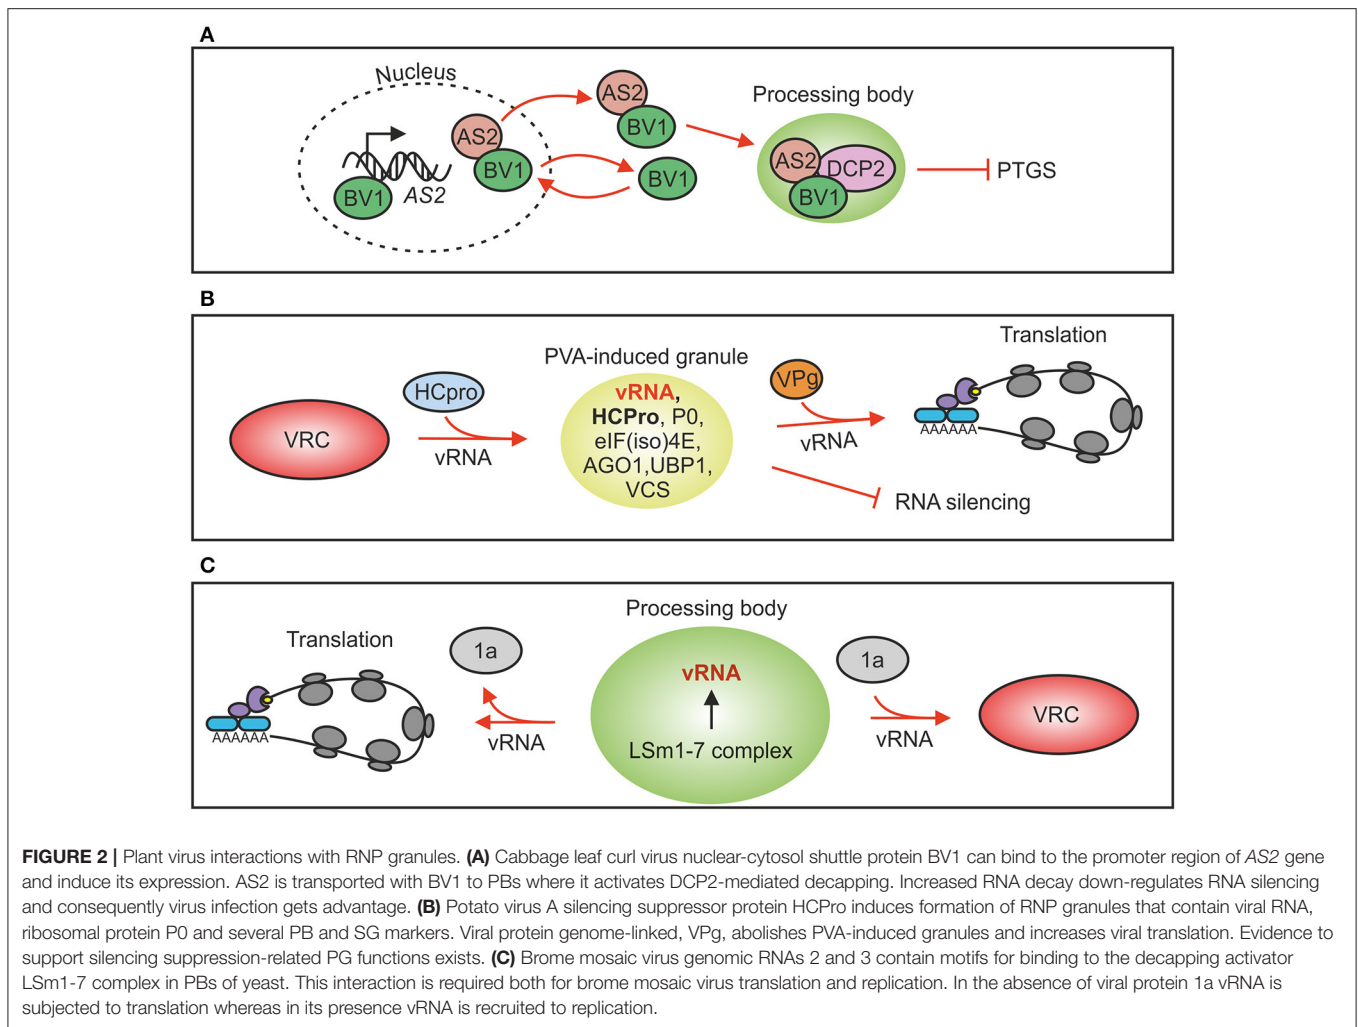 A
Nucleus
AS2
BV1
AS2
BV1
BV1
AS2
AS2
BV1
BV1
Processing body
AS2
DCP2
BV1
PTGS
B
VRC
HCpro
vRNA
PVA-induced granule
vRNA,
HCPro, P0,
eIF(iso)4E,
AGO1,UBP1,
VCS
VPg
vRNA
RNA silencing
Translation
AAAAAA
C
Translation
AAAAAA
1a
vRNA
Processing body
vRNA
LSm1-7 complex
1a
vRNA
VRC
FIGURE 2 | Plant virus interactions with RNP granules. (A) Cabbage leaf curl virus nuclear-cytosol shuttle protein BV1 can bind to the promoter region of AS2 gene
and induce its expression. AS2 is transported with BV1 to PBs where it activates DCP2-mediated decapping. Increased RNA decay down-regulates RNA silencing
and consequently virus infection gets advantage. (B) Potato virus A silencing suppressor protein HCPro induces formation of RNP granules that contain viral RNA,
ribosomal protein P0 and several PB and SG markers. Viral protein genome-linked, VPg, abolishes PVA-induced granules and increases viral translation. Evidence to
support silencing suppression-related PG functions exists. (C) Brome mosaic virus genomic RNAs 2 and 3 contain motifs for binding to the decapping activator
LSm1-7 complex in PBs of yeast. This interaction is required both for brome mosaic virus translation and replication. In the absence of viral protein 1a vRNA is
subjected to translation whereas in its presence vRNA is recruited to replication.